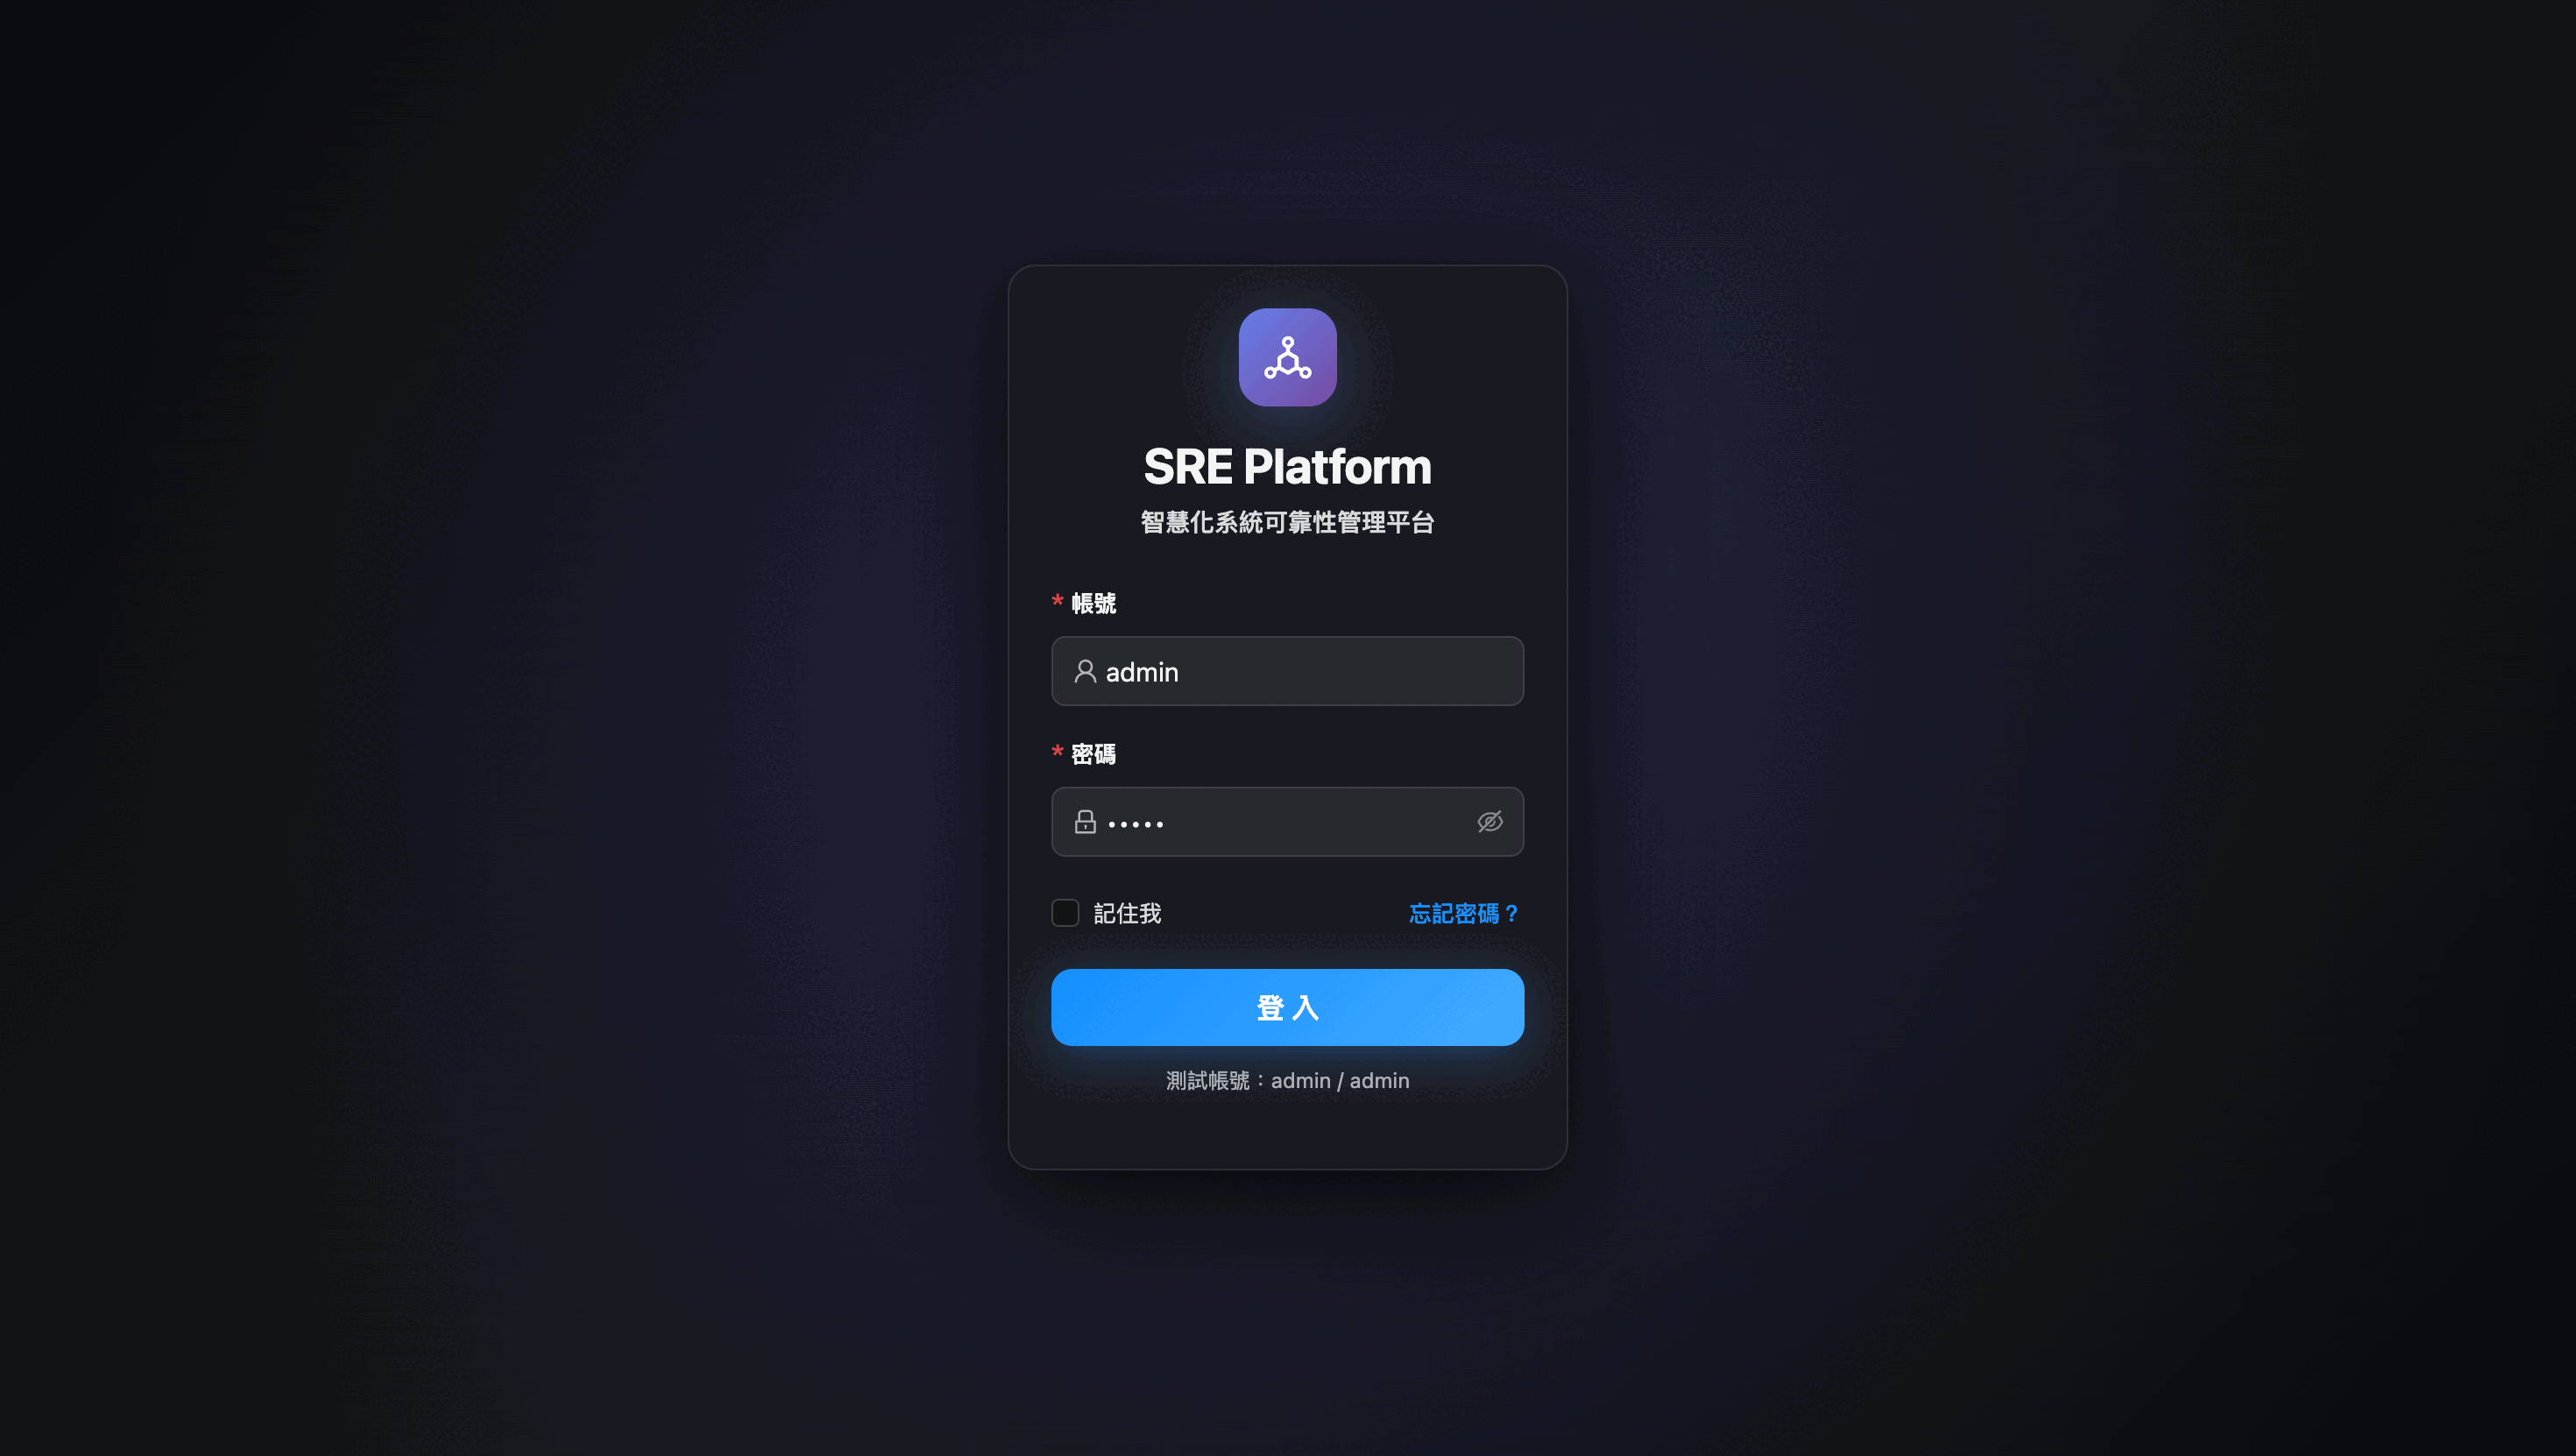 SRE Platform
智慧化系統可靠性管理平台
* 帳號
admin
* 密碼
•••••
記住我
忘記密碼？
登入
測試帳號：admin / admin